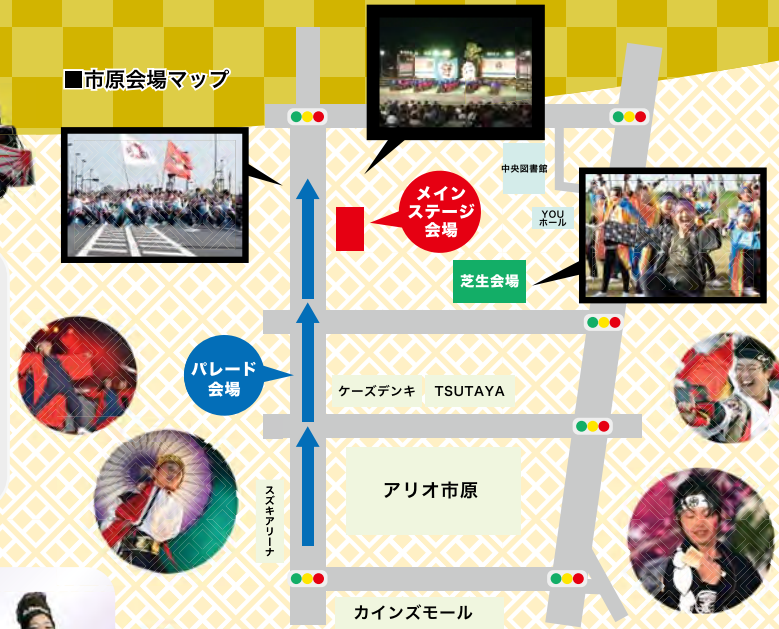 ■市原会場マップ
中央図書館
メイン
ステージ
会場
YOU
ホール
芝生会場
パレード
会場
ケーズデンキ
TSUTAYA
アリオ市原
スズキアリーナ
カインズモール